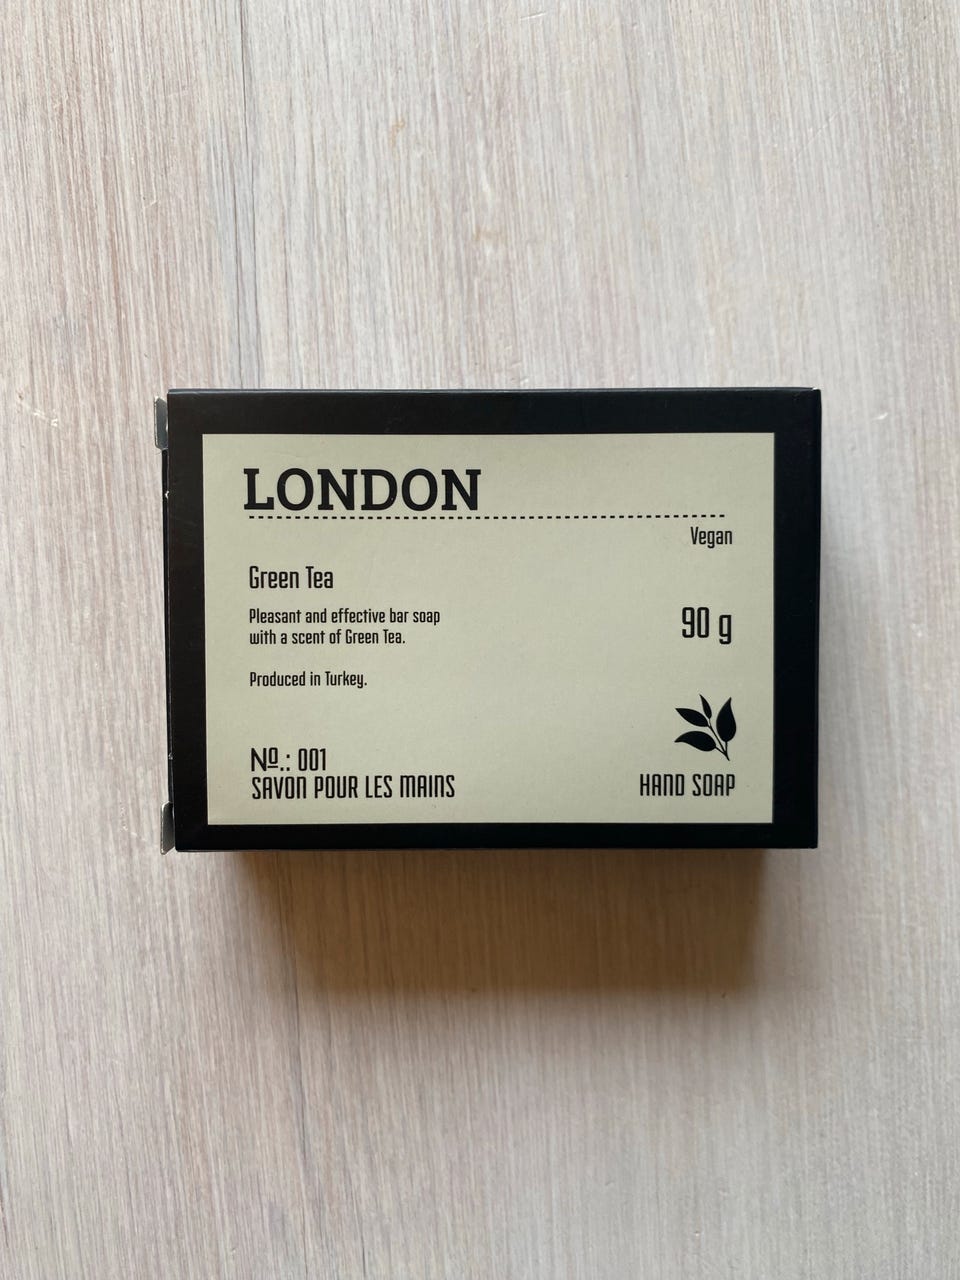 LONDON
Vegan
Green Tea
Pleasant and effective bar soap
with a scent of Green Tea.
90 g
Produced in Turkey.
Nº.: 001
SAVON POUR LES MAINS
HAND SOAP